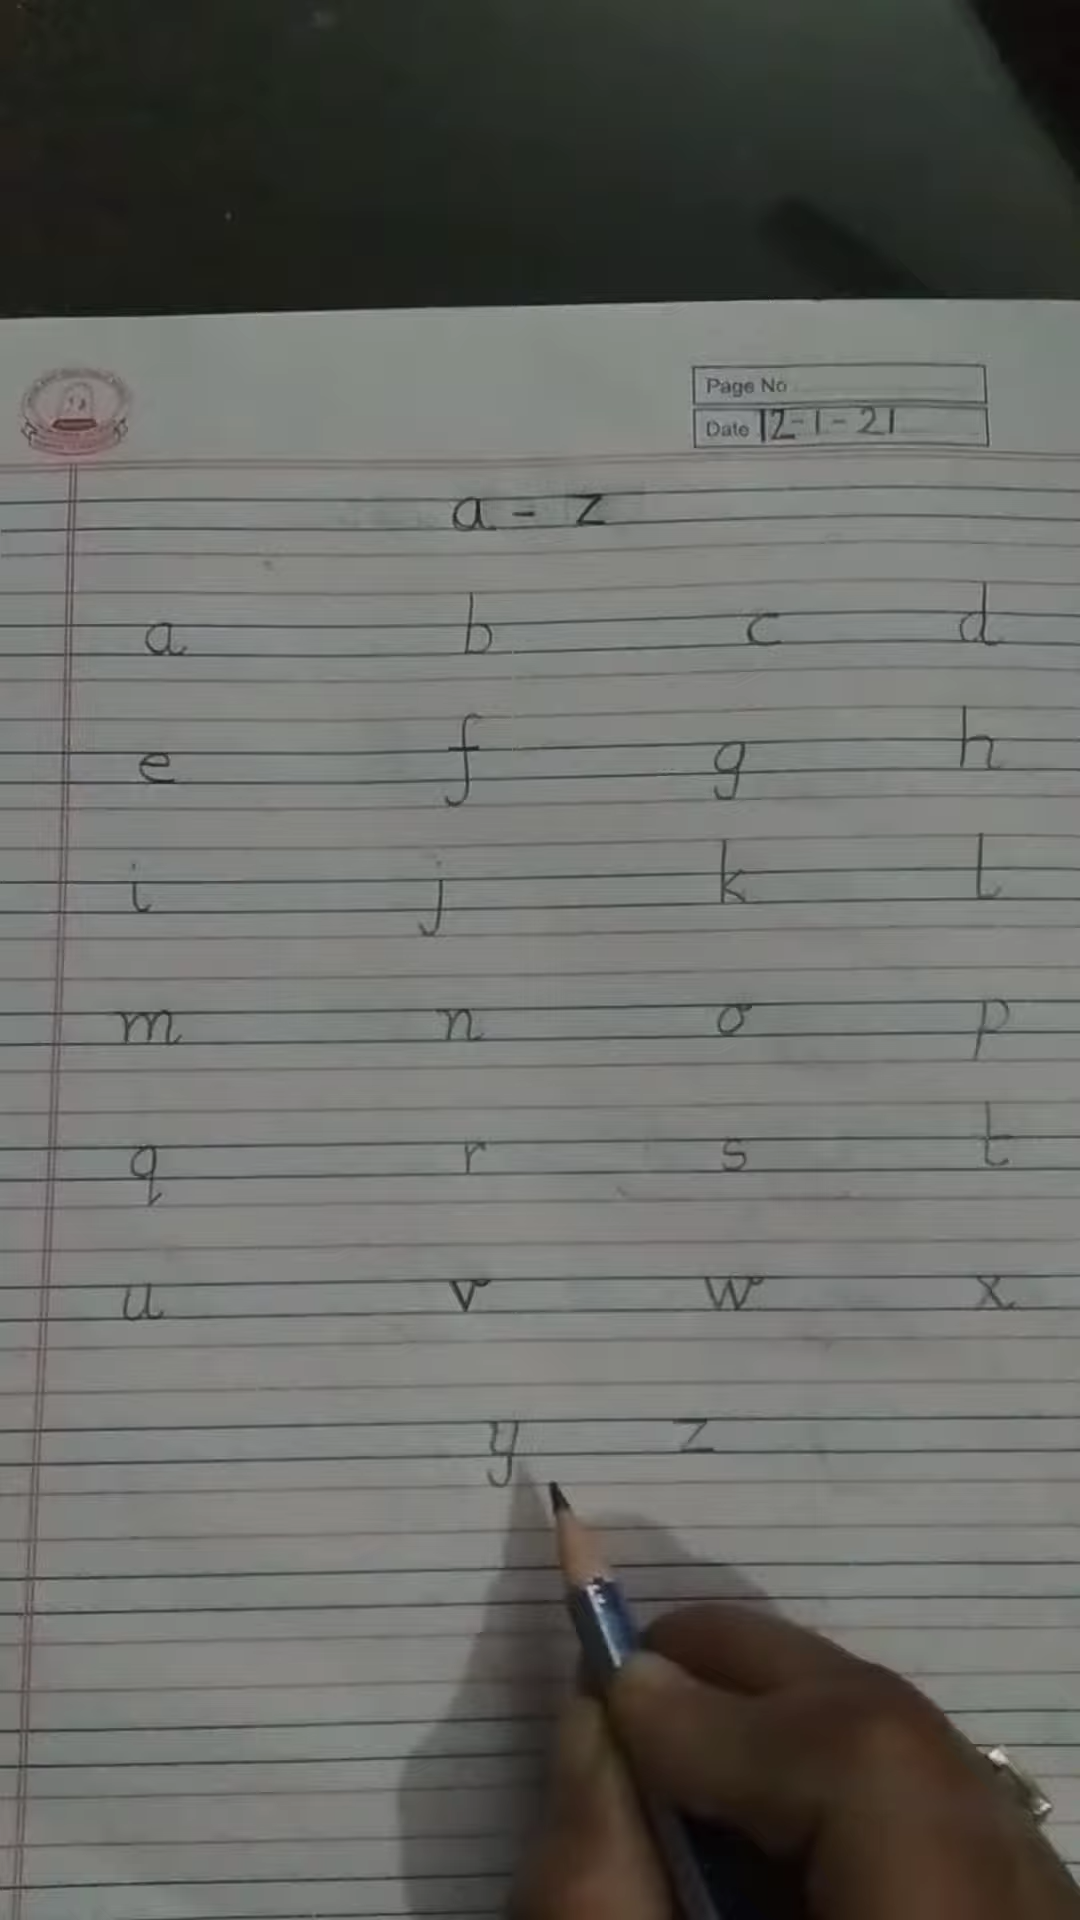 Page No
Date 12-1-21
a - z
a b c d
e f g h
i j k l
m n o p
q r s t
u v w x
y z